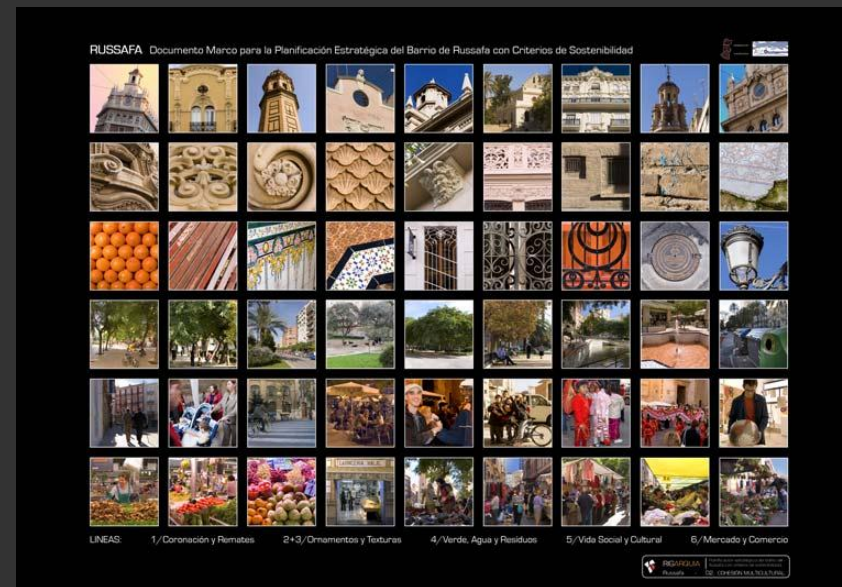 RUSSAFA Documento Marco para la Planificación Estratégica del Barrio de Russafa con Criterios de Sostenibilidad
LINEAS: 1/Coronación y Remates 2+3/Ornamentos y Texturas 4/Verde, Agua y Residuos 5/Vida Social y Cultural 6/Mercado y Comercio
RIGARQUIA
Russafa - 02. COHESIÓN MULTICULTURAL